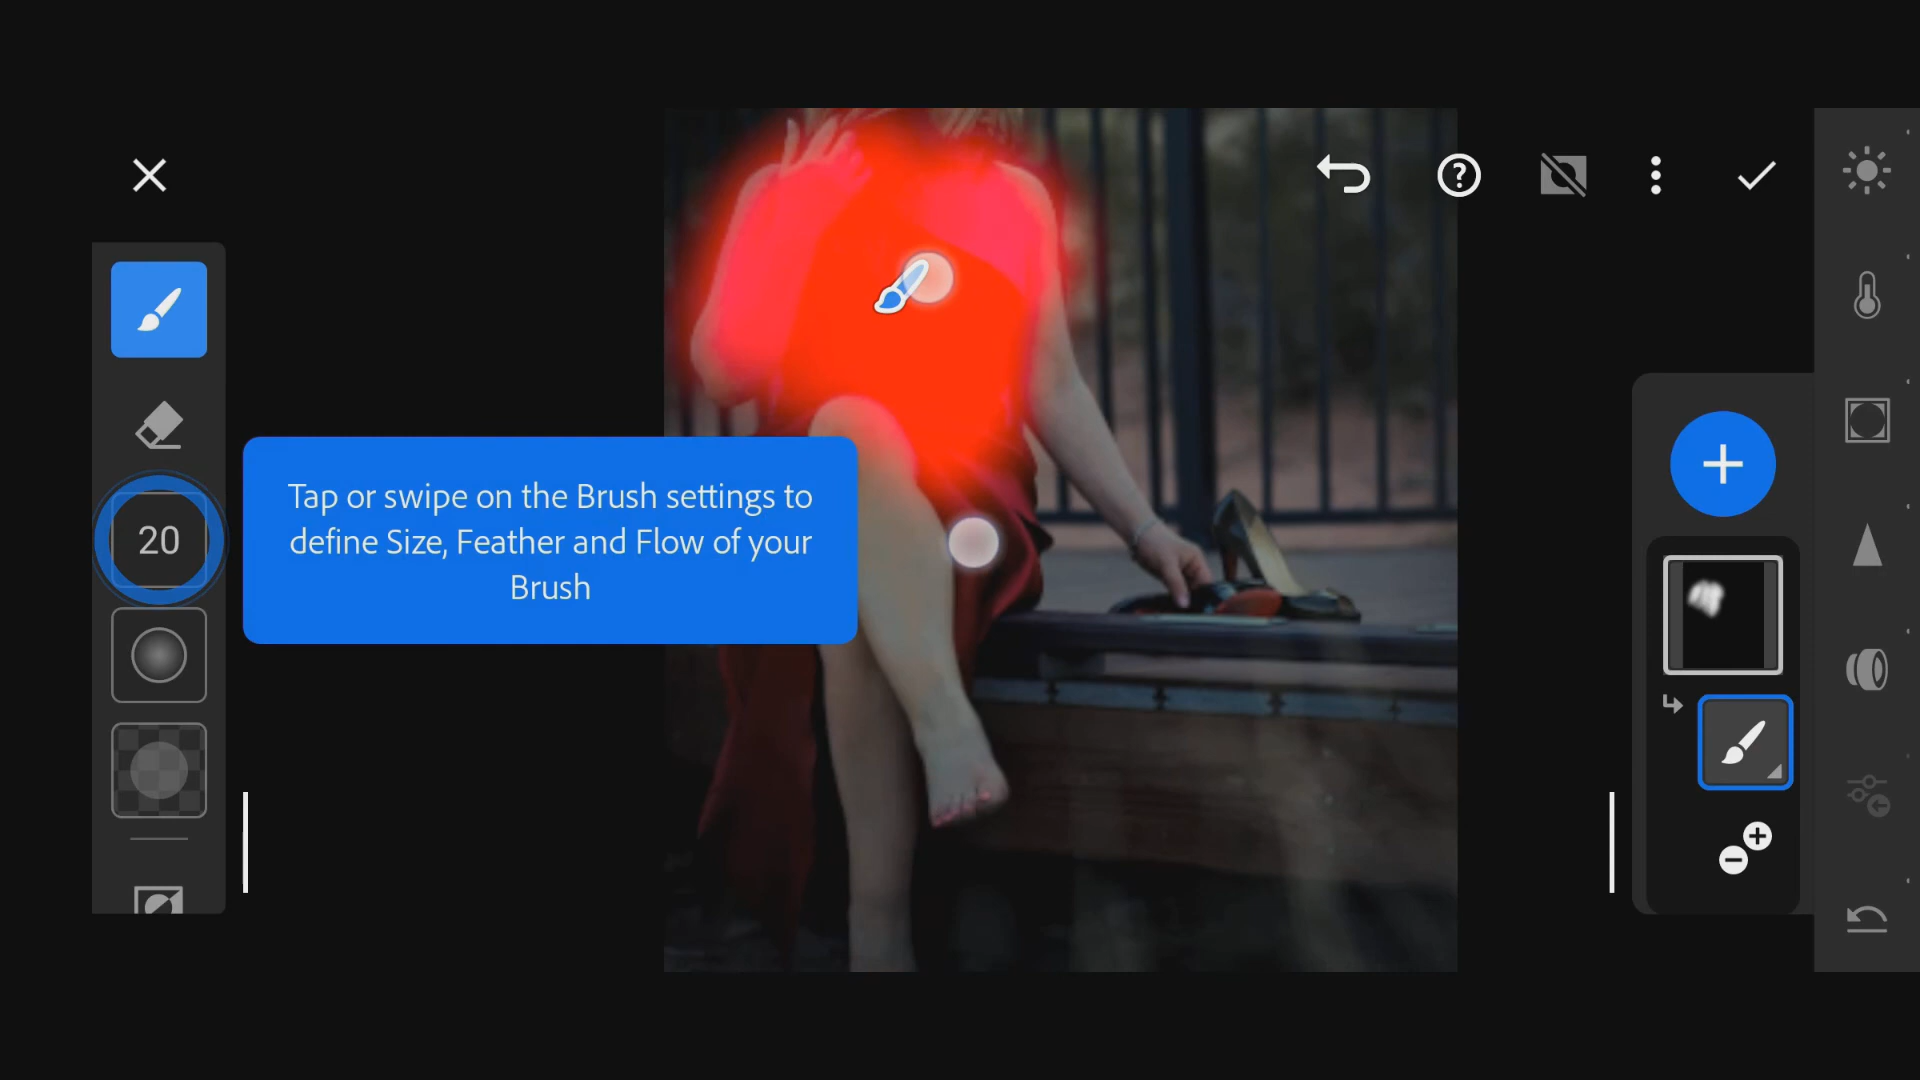 20
Tap or swipe on the Brush settings to
define Size, Feather and Flow of your
Brush